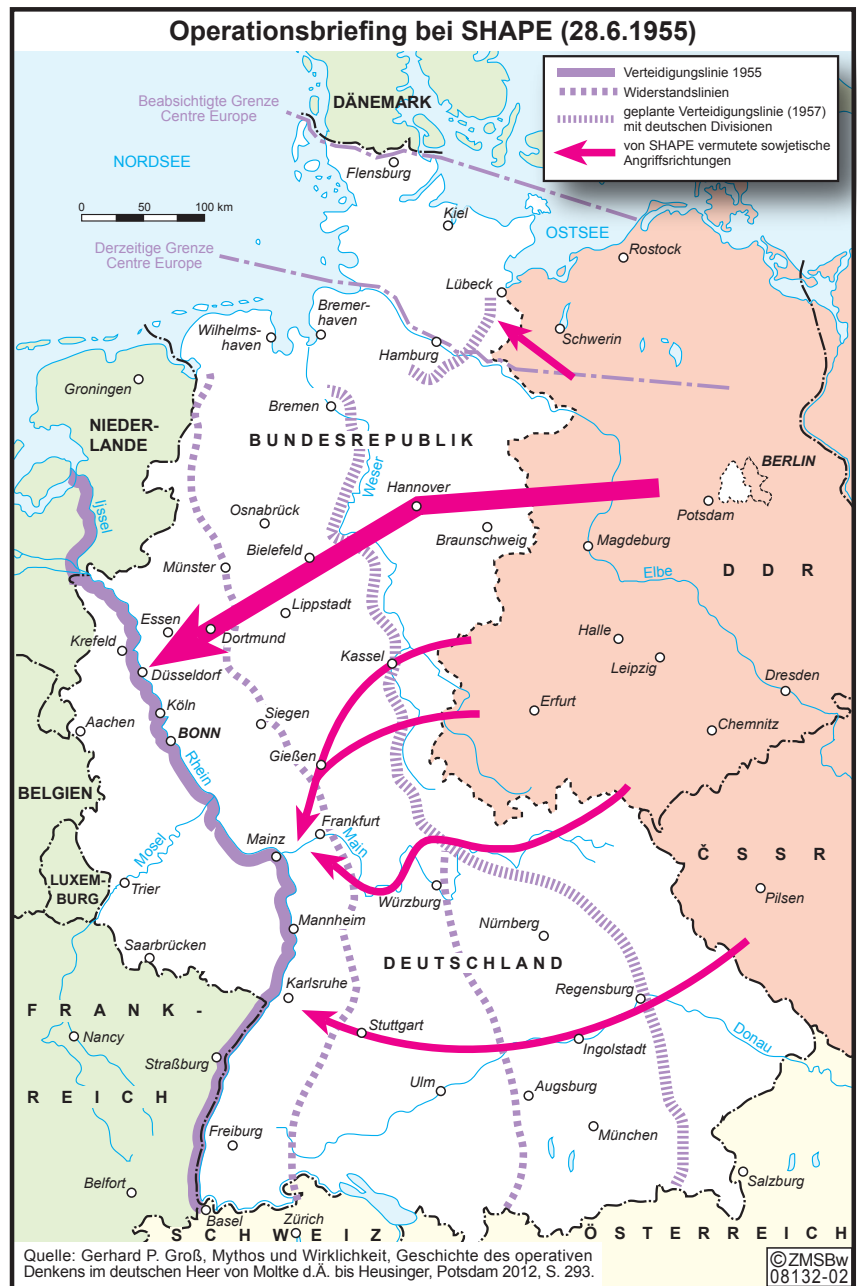 Operationsbriefing bei SHAPE (28.6.1955)
Verteidigungslinie 1955
Widerstandslinien
geplante Verteidigungslinie (1957)
mit deutschen Divisionen
von SHAPE vermutete sowjetische
Angriffsrichtungen
Beabsichtigte Grenze
Centre Europe
DÄNEMARK
NORDSEE
Flensburg
0 50 100 km
Kiel
OSTSEE
Rostock
Derzeitige Grenze
Centre Europe
Lübeck
Bremer-
haven
Wilhelms-
haven
Schwerin
Hamburg
Groningen
Bremen
NIEDER-
LANDE
BUNDESREPUBLIK
BERLIN
Weser
Hannover
Potsdam
Ijssel
Osnabrück
Braunschweig
Magdeburg
Bielefeld
Münster
Elbe
DDR
Lippstadt
Essen
Dortmund
Halle
Krefeld
Kassel
Leipzig
Düsseldorf
Dresden
Köln
Erfurt
Siegen
Aachen
BONN
Chemnitz
Gießen
Rhein
BELGIEN
Frankfurt
Mosel
Mainz
Main
ČSSR
LUXEM-
BURG
Trier
Pilsen
Würzburg
Mannheim
Nürnberg
Saarbrücken
DEUTSCHLAND
Karlsruhe
Regensburg
FRANK-
Stuttgart
Nancy
Donau
Ingolstadt
Straßburg
REICH
Ulm
Augsburg
München
Freiburg
Belfort
Salzburg
Basel
Zürich
SCHWEIZ
ÖSTERREICH
Quelle: Gerhard P. Groß, Mythos und Wirklichkeit, Geschichte des operativen
Denkens im deutschen Heer von Moltke d.Ä. bis Heusinger, Potsdam 2012, S. 293.
©ZMSBw
08132-02